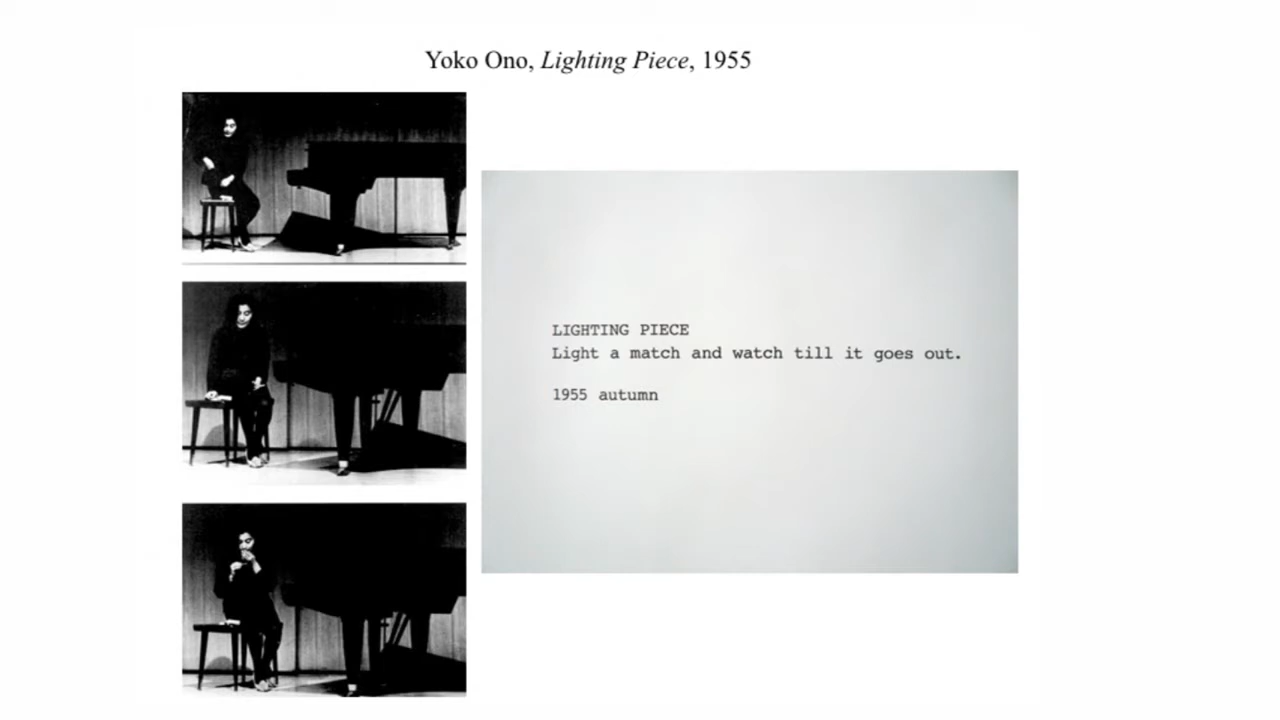 Yoko Ono, Lighting Piece, 1955
LIGHTING PIECE
Light a match and watch till it goes out.
1955 autumn